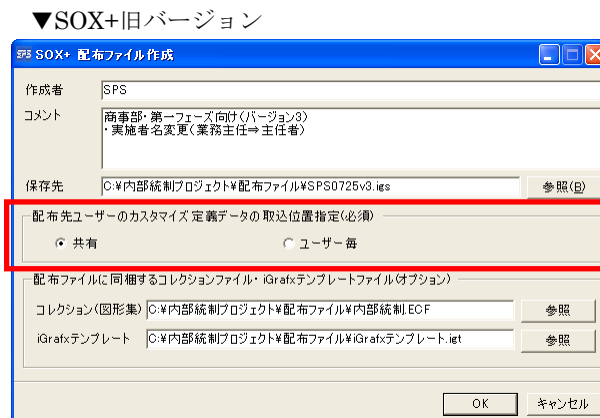 ▼SOX+旧バージョン
SPS SOX+ 配布ファイル作成
作成者 SPS
コメント 商事部・第一フェーズ向け(バージョン3)
・実施者名変更(業務主任⇒主任者)
保存先 C:¥内部統制プロジェクト¥配布ファイル¥SPS0725v3.igs 参照(B)
配布先ユーザーのカスタマイズ定義データの取込位置指定(必須)
共有 ユーザー毎
配布ファイルに同梱するコレクションファイル・iGrafxテンプレートファイル(オプション)
コレクション(図形集) C:¥内部統制プロジェクト¥配布ファイル¥内部統制.ECF 参照
iGrafxテンプレート C:¥内部統制プロジェクト¥配布ファイル¥iGrafxテンプレート.igt 参照
OK キャンセル